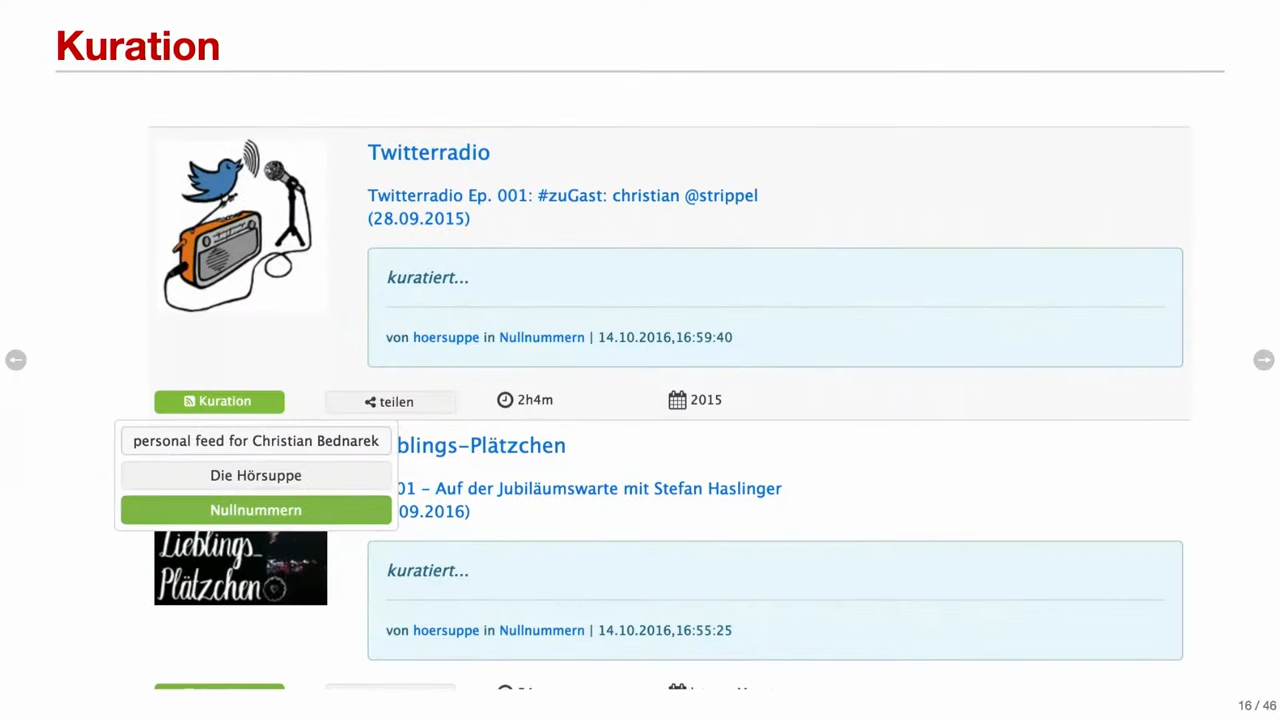 Kuration
Twitterradio
Twitterradio Ep. 001: #zuGast: christian @strippel
(28.09.2015)
kuratiert...
von hoersuppe in Nullnummern | 14.10.2016,16:59:40
Kuration
teilen
2h4m
2015
personal feed for Christian Bednarek
Die Hörsuppe
Nullnummern
blings-Plätzchen
01 - Auf der Jubiläumswarte mit Stefan Haslinger
09.2016)
Lieblings_
Plätzchen
kuratiert...
von hoersuppe in Nullnummern | 14.10.2016,16:55:25
16 / 46